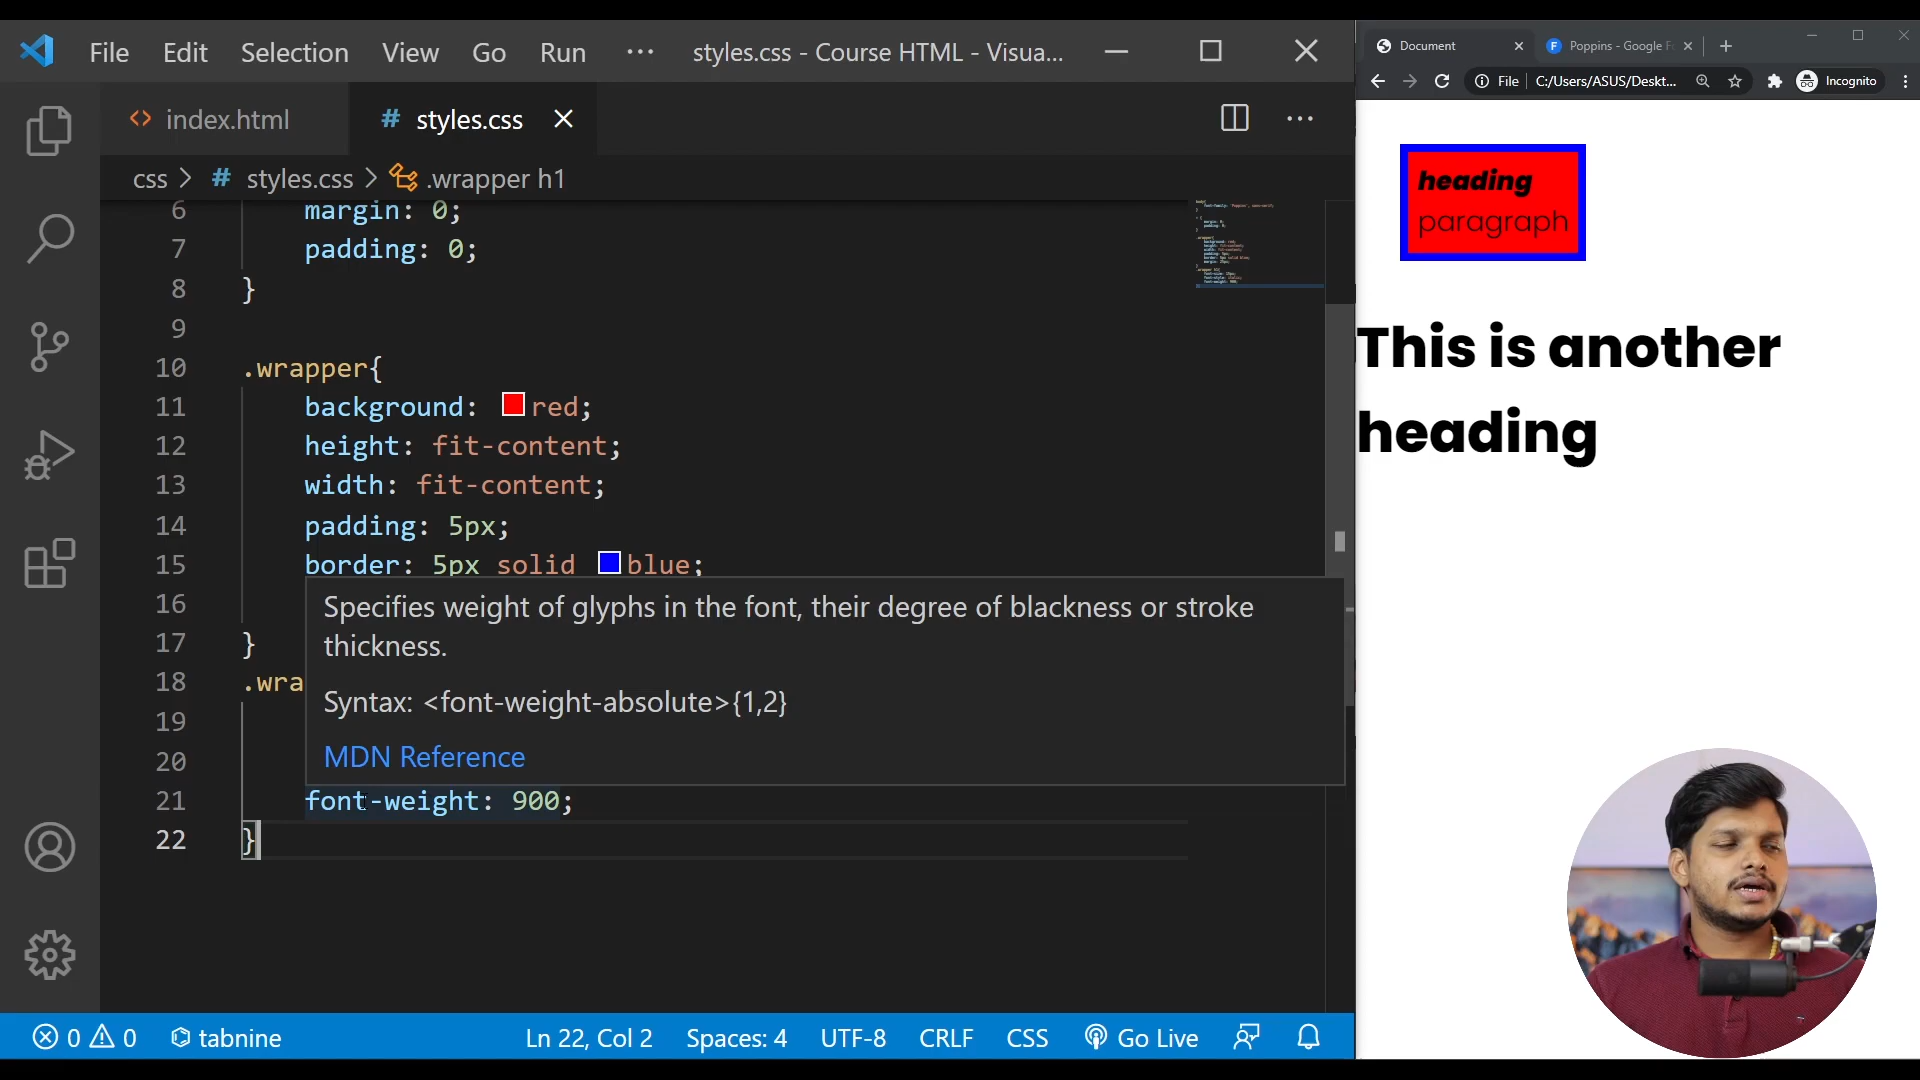 File Edit Selection View Go Run ··· styles.css - Course HTML - Visua...
index.html
# styles.css
css > # styles.css > .wrapper h1
6 margin: 0;
7 padding: 0;
8 }
9
10 .wrapper{
11 background: red;
12 height: fit-content;
13 width: fit-content;
14 padding: 5px;
15 border: 5px solid blue;
16
17 }
18 .wra
19
20
21 font-weight: 900;
22 }
Specifies weight of glyphs in the font, their degree of blackness or stroke
thickness.
Syntax: <font-weight-absolute>{1,2}
MDN Reference
0 0 tabnine Ln 22, Col 2 Spaces: 4 UTF-8 CRLF CSS Go Live
Document
Poppins - Google F
File C:/Users/ASUS/Deskt... Incognito
heading
paragraph
This is another
heading